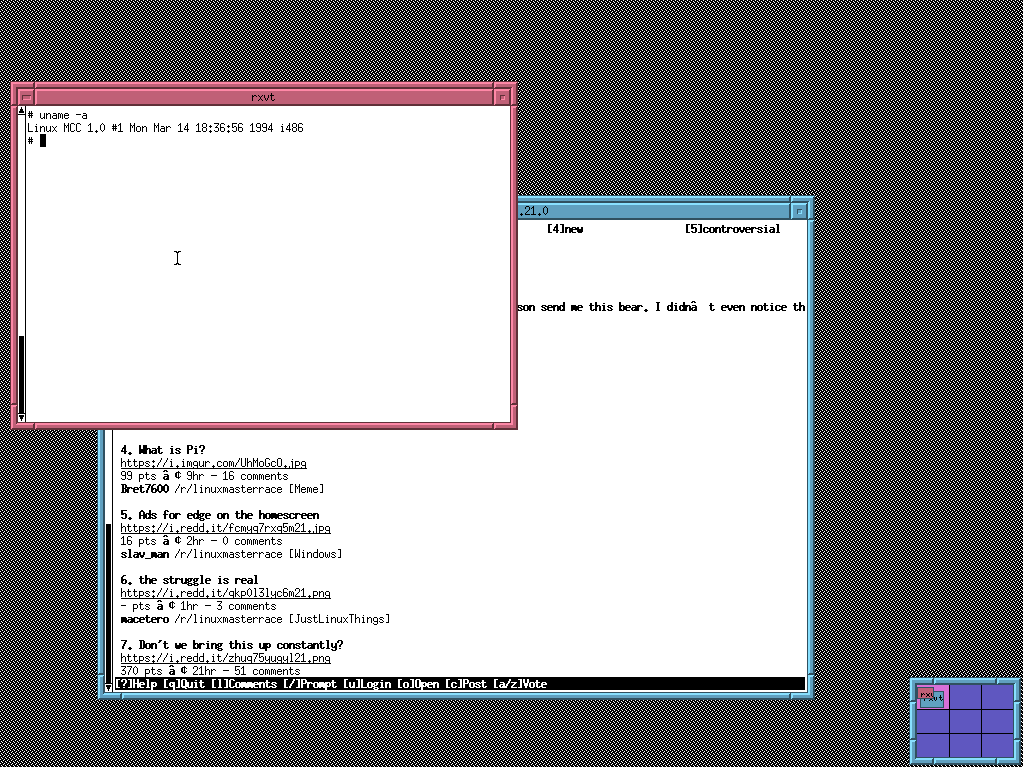 rxvt
# uname -a
Linux MCC 1.0 #1 Mon Mar 14 18:36:56 1994 i486
#
.21.0
[4]new [5]controversial
son send me this bear. I didnâ t even notice th
4. What is Pi?
https://i.imgur.com/UhMoGcO.jpg
99 pts â ¢ 9hr - 16 comments
Bret7600 /r/linuxmasterrace [Meme]
5. Ads for edge on the homescreen
https://i.redd.it/fcmyq7rxg5m21.jpg
16 pts â ¢ 2hr - 0 comments
slav_man /r/linuxmasterrace [Windows]
6. the struggle is real
https://i.redd.it/qkp0l3lyc6m21.png
- pts â ¢ 1hr - 3 comments
macetero /r/linuxmasterrace [JustLinuxThings]
7. Don't we bring this up constantly?
https://i.redd.it/zhuq75yuqyl21.png
370 pts â ¢ 21hr - 51 comments
[?]Help [q]Quit [l]Comments [/]Prompt [u]Login [o]Open [c]Post [a/z]Vote